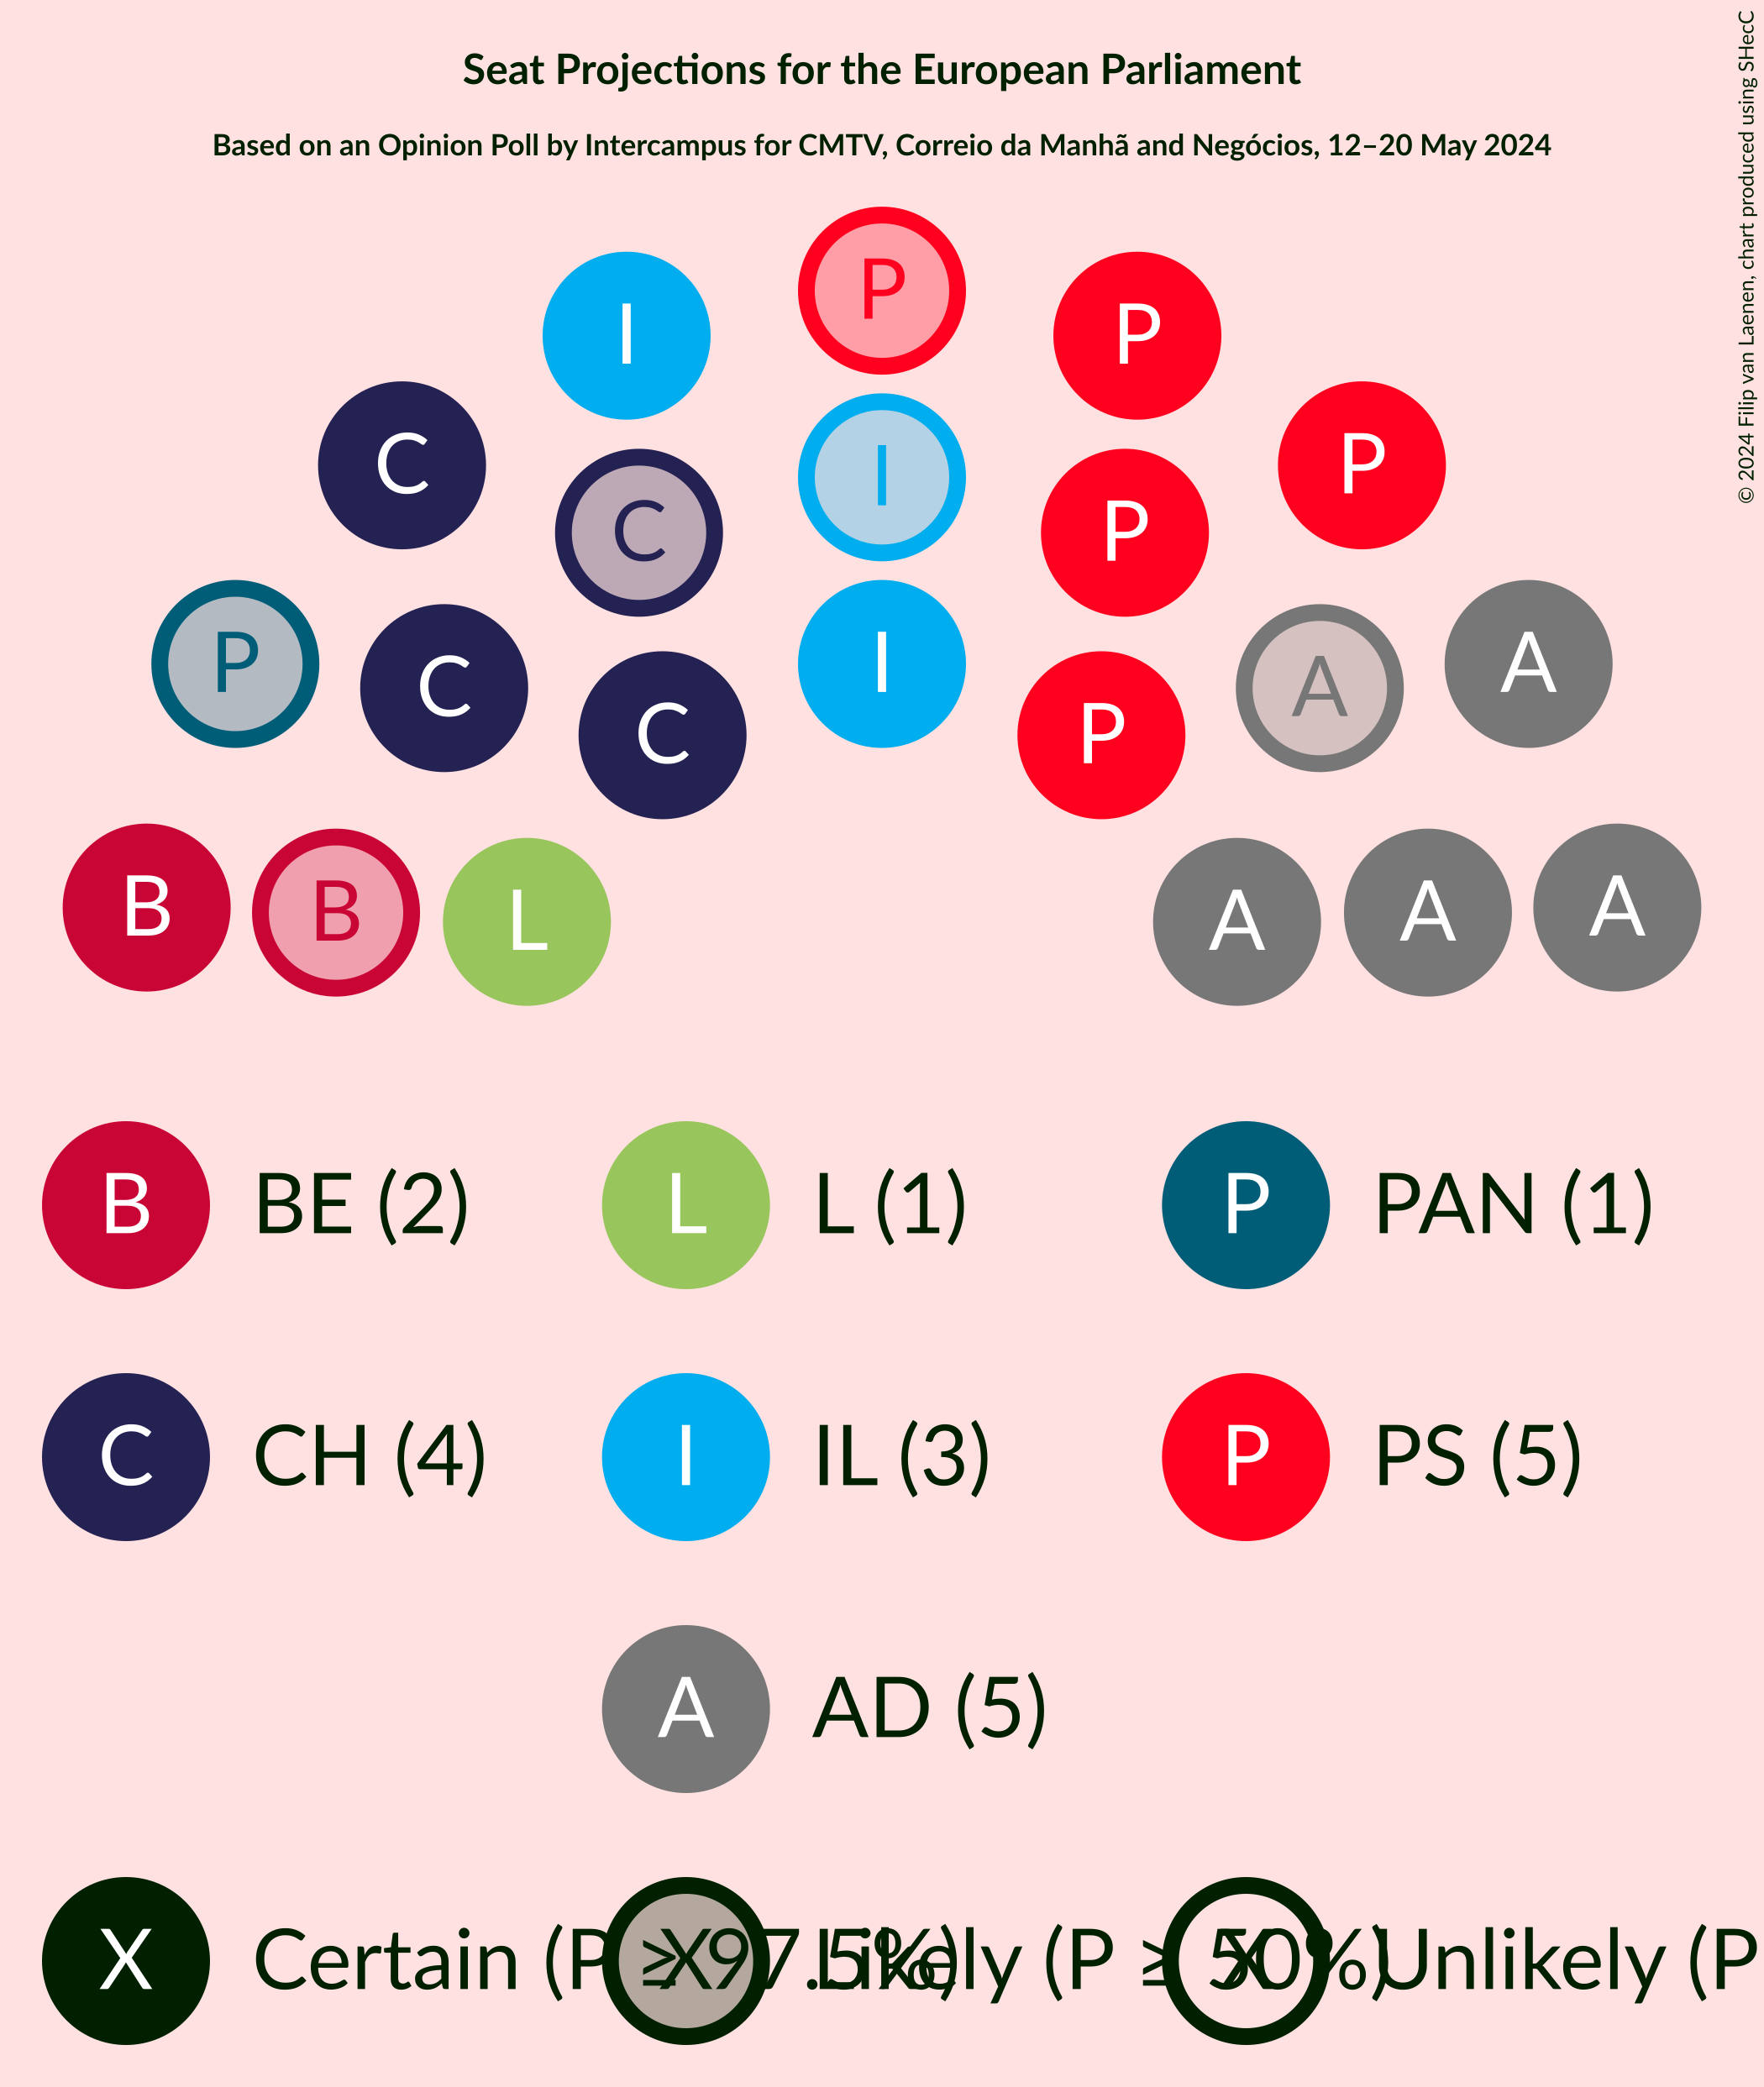 Seat Projections for the European Parliament
Based on an Opinion Poll by Intercampus for CMTV, Correio da Manhã and Negócios, 12–20 May 2024
© 2024 Filip van Laenen, chart produced using SHecC
P
I P
I
C P
C P
P A
C A
I
C P
B B L A A A
B BE (2) L L (1) P PAN (1)
C CH (4) I IL (3) P PS (5)
A AD (5)
X Certain (P ≥ 97.5%) X Likely (P ≥ 50%) X Unlikely (P